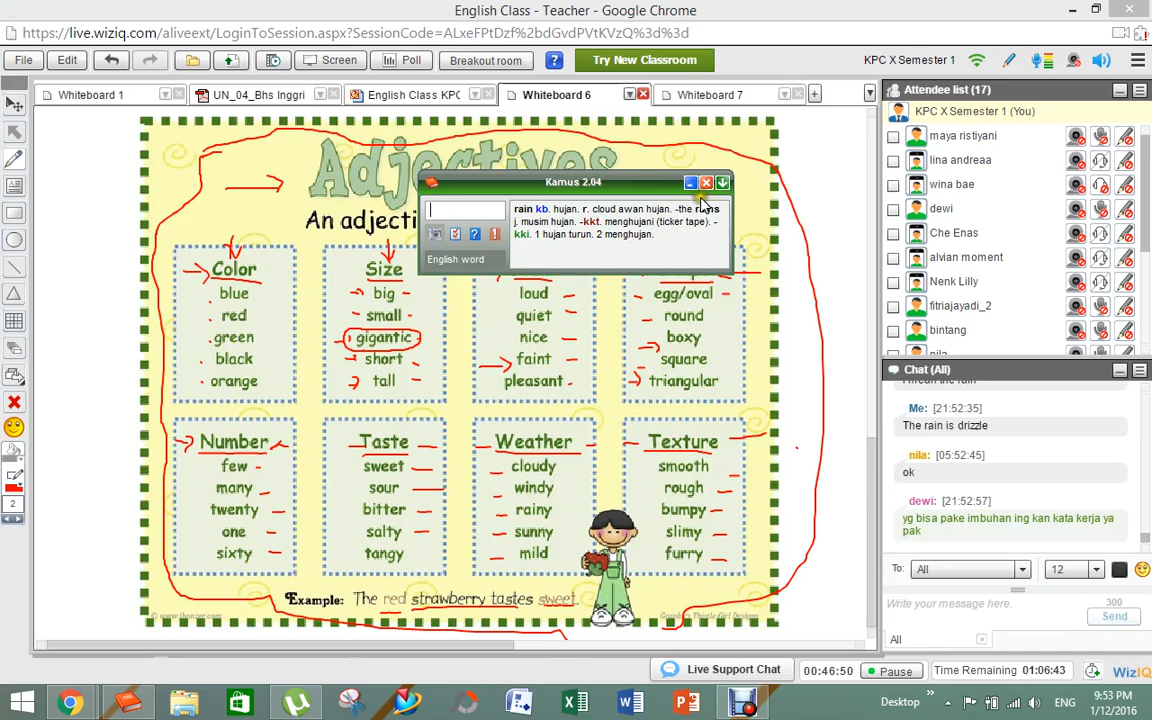 English Class - Teacher - Google Chrome
https://live.wiziq.com/aliveext/LoginToSession.aspx?SessionCode=ALxeFPtDzf%2bdGvdPVtKVzQ%3d%3d
File Edit Screen Poll Breakout room ? Try New Classroom KPC X Semester 1
Whiteboard 1 UN_04_Bhs Inggri English Class KPC Whiteboard 6 Whiteboard 7
Attendee list (17)
KPC X Semester 1 (You)
maya ristiyani
lina andreaa
wina bae
dewi
Che Enas
alvian moment
Nenk Lilly
fitriajayadi_2
bintang
Adjectives
An adjecti
Kamus 2.04
rain kb. hujan. r. cloud awan hujan. -the rains
j. musim hujan. -kkt. menghujani (ticker tape). -
kki. 1 hujan turun. 2 menghujan.
English word
Color
blue
red
green
black
orange
Size
big
small
gigantic
short
tall
loud
quiet
nice
faint
pleasant
egg/oval
round
boxy
square
triangular
Number
few
many
twenty
one
sixty
Taste
sweet
sour
bitter
salty
tangy
Weather
cloudy
windy
rainy
sunny
mild
Texture
smooth
rough
bumpy
slimy
furry
Example: The red strawberry tastes sweet.
2
Chat (All)
Me: [21:52:35]
The rain is drizzle
nila: [05:52:45]
ok
dewi: [21:52:57]
yg bisa pake imbuhan ing kan kata kerja ya
pak
To: All 12
Write your message here. 300
Send
All
Live Support Chat 00:46:50 Pause Time Remaining 01:06:43 WizIQ
Desktop ENG 9:53 PM
1/12/2016